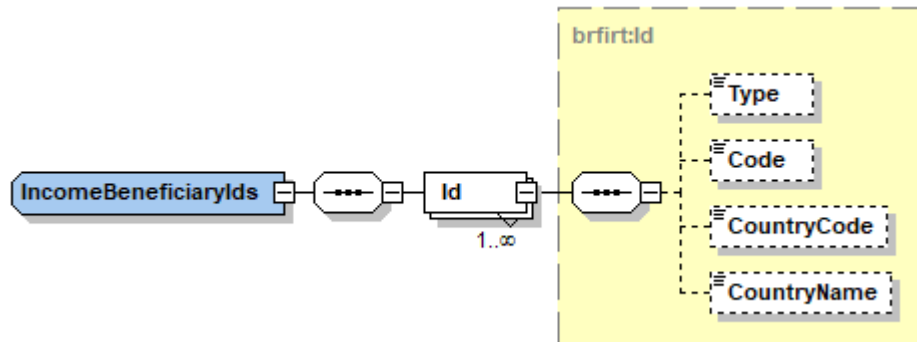 brfirt:Id
Type
Code
IncomeBeneficiaryIds
Id
1..∞
CountryCode
CountryName